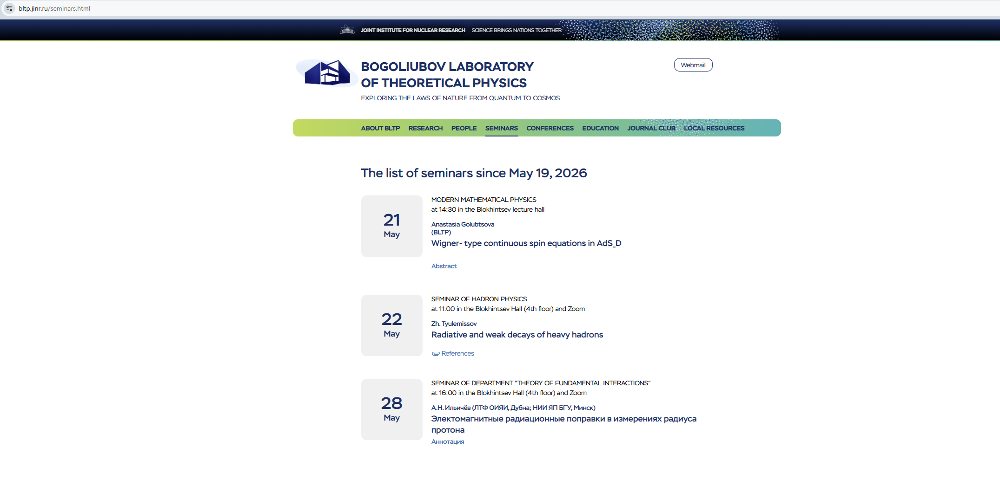 bltp.jinr.ru/seminars.html
JOINT INSTITUTE FOR NUCLEAR RESEARCH SCIENCE BRINGS NATIONS TOGETHER
BOGOLIUBOV LABORATORY
OF THEORETICAL PHYSICS
EXPLORING THE LAWS OF NATURE FROM QUANTUM TO COSMOS
Webmail
ABOUT BLTP RESEARCH PEOPLE SEMINARS CONFERENCES EDUCATION JOURNAL CLUB LOCAL RESOURCES
The list of seminars since May 19, 2026
21
May
MODERN MATHEMATICAL PHYSICS
at 14:30 in the Blokhintsev lecture hall
Anastasia Golubtsova
(BLTP)
Wigner- type continuous spin equations in AdS_D
Abstract
22
May
SEMINAR OF HADRON PHYSICS
at 11:00 in the Blokhintsev Hall (4th floor) and Zoom
Zh. Tyulemissov
Radiative and weak decays of heavy hadrons
References
28
May
SEMINAR OF DEPARTMENT "THEORY OF FUNDAMENTAL INTERACTIONS"
at 16:00 in the Blokhintsev Hall (4th floor) and Zoom
А.Н. Ильичёв (ЛТФ ОИЯИ, Дубна; НИИ ЯП БГУ, Минск)
Электомагнитные радиационные поправки в измерениях радиуса
протона
Аннотация